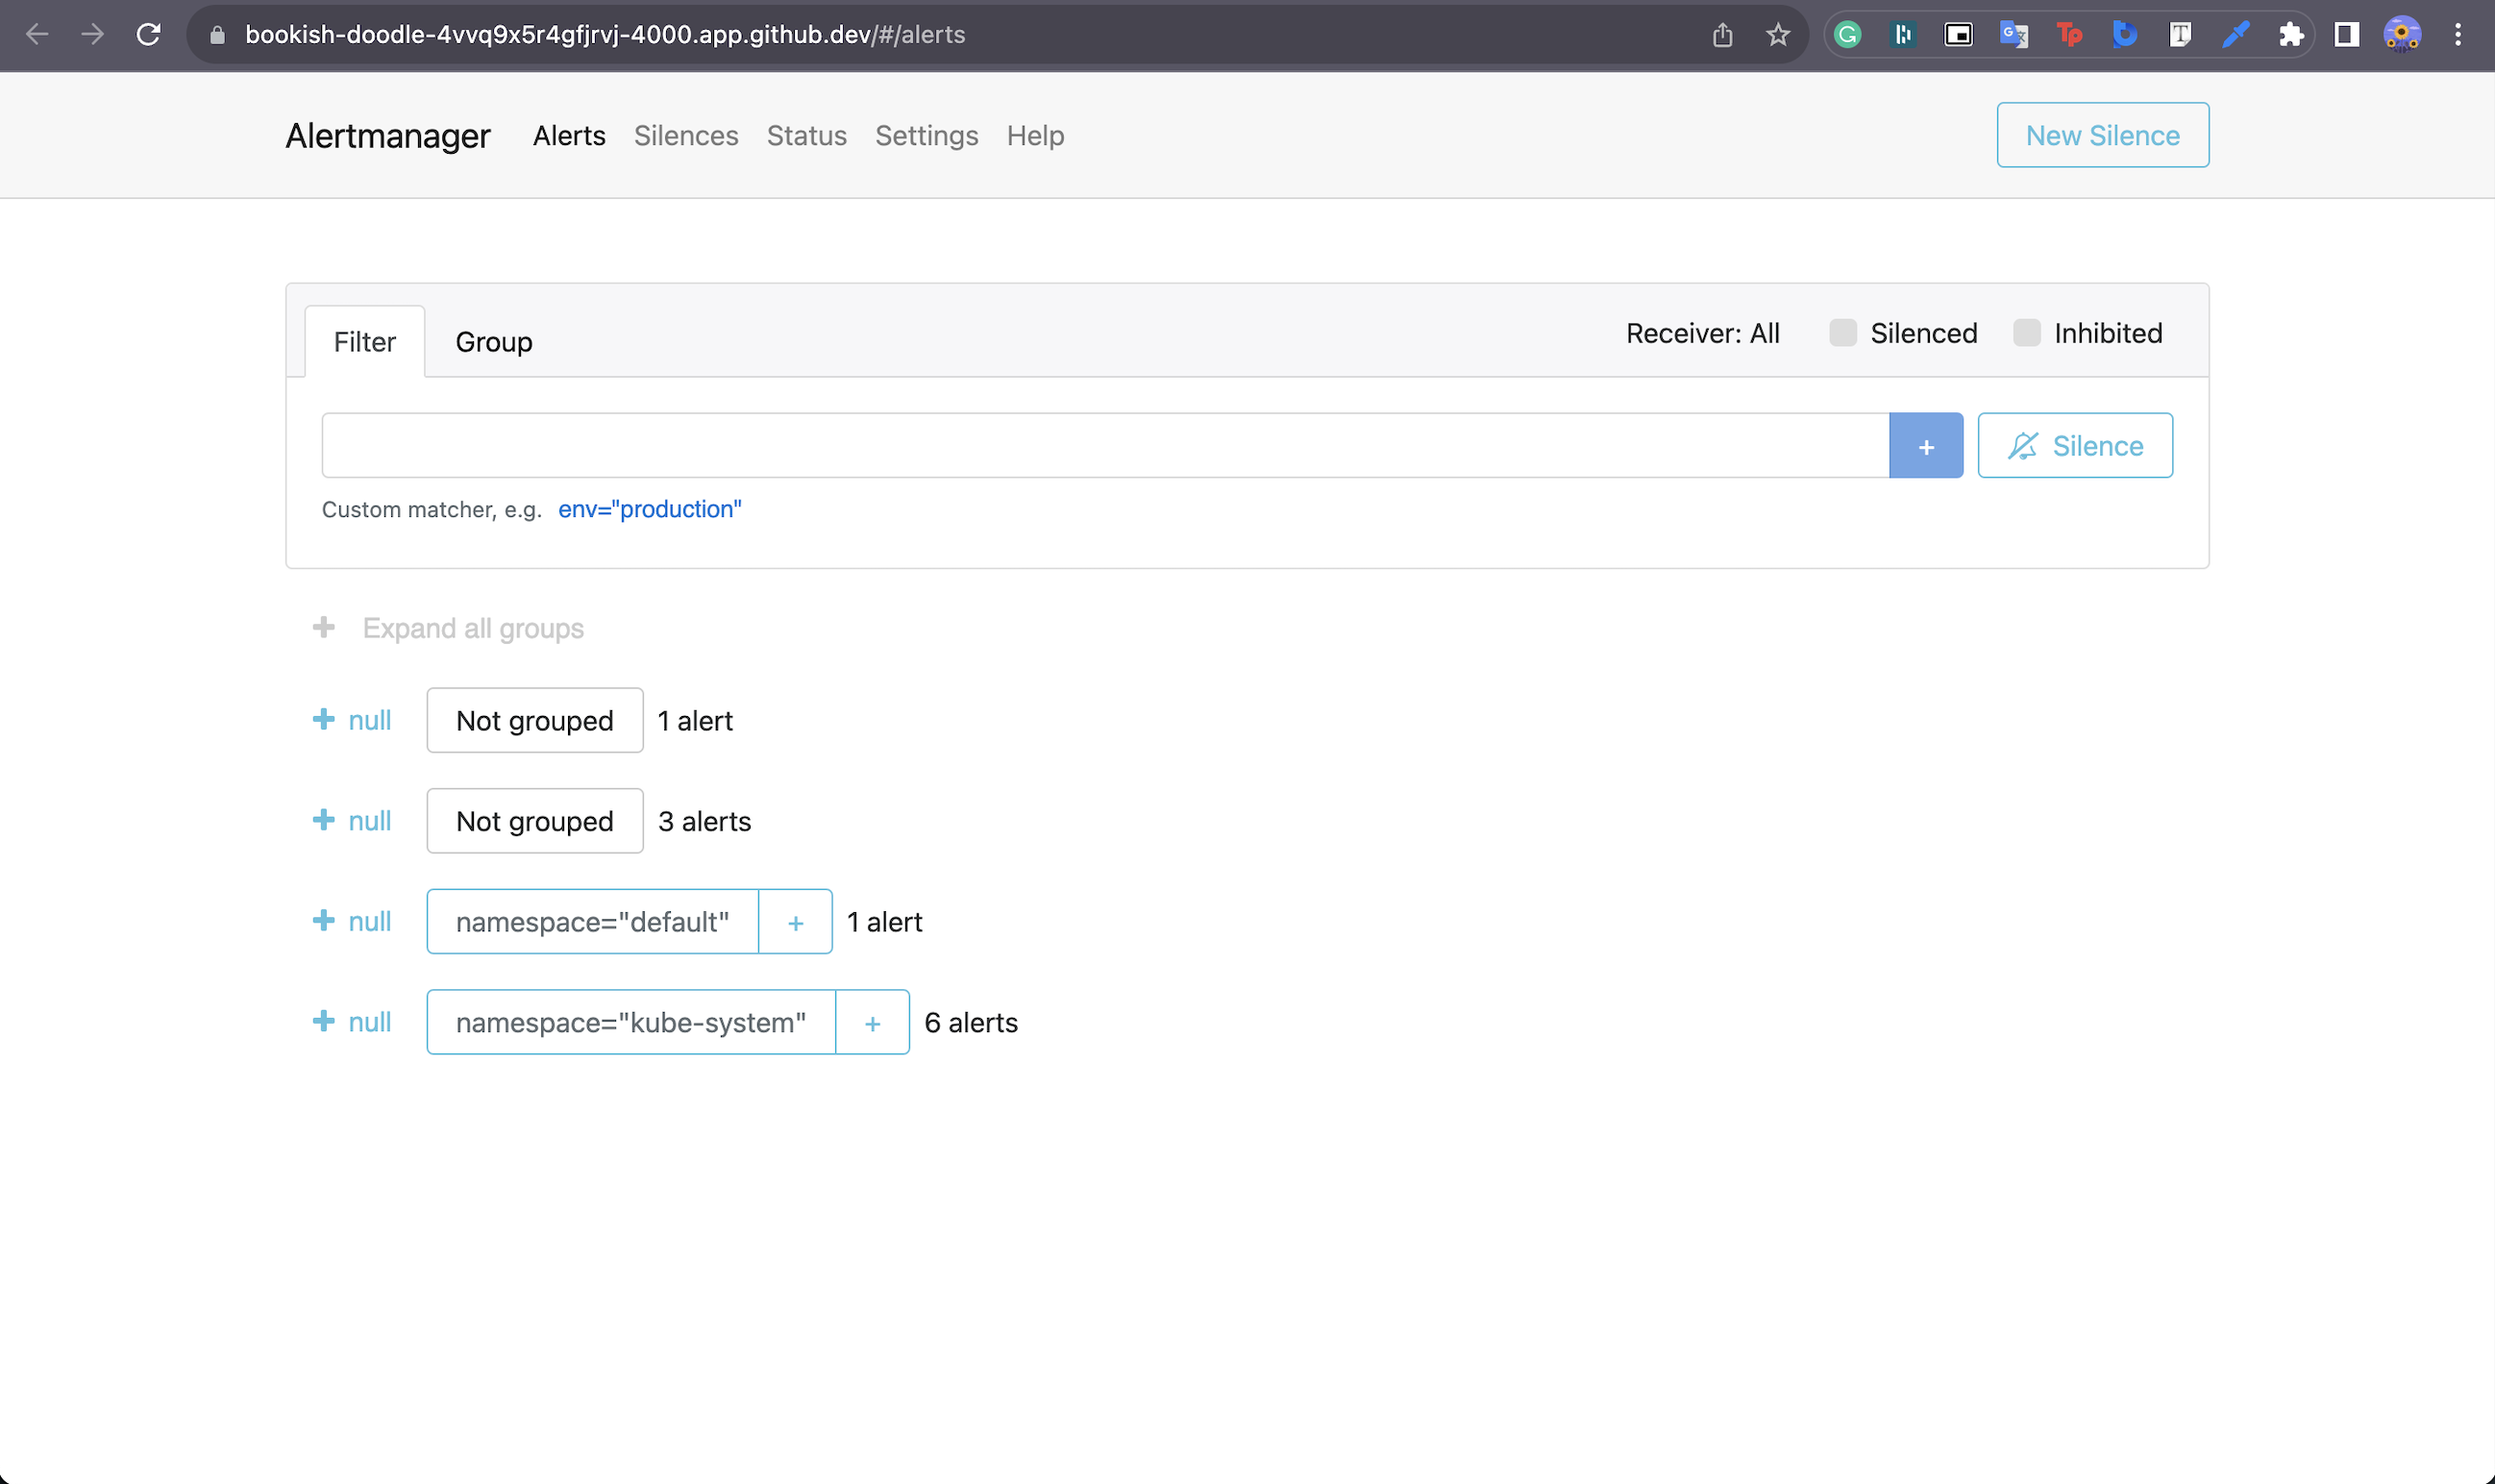 bookish-doodle-4vvq9x5r4gfjrvj-4000.app.github.dev/#/alerts
Alertmanager Alerts Silences Status Settings Help New Silence
Filter Group Receiver: All Silenced Inhibited
+ Silence
Custom matcher, e.g. env="production"
+ Expand all groups
+ null Not grouped 1 alert
+ null Not grouped 3 alerts
+ null namespace="default" + 1 alert
+ null namespace="kube-system" + 6 alerts